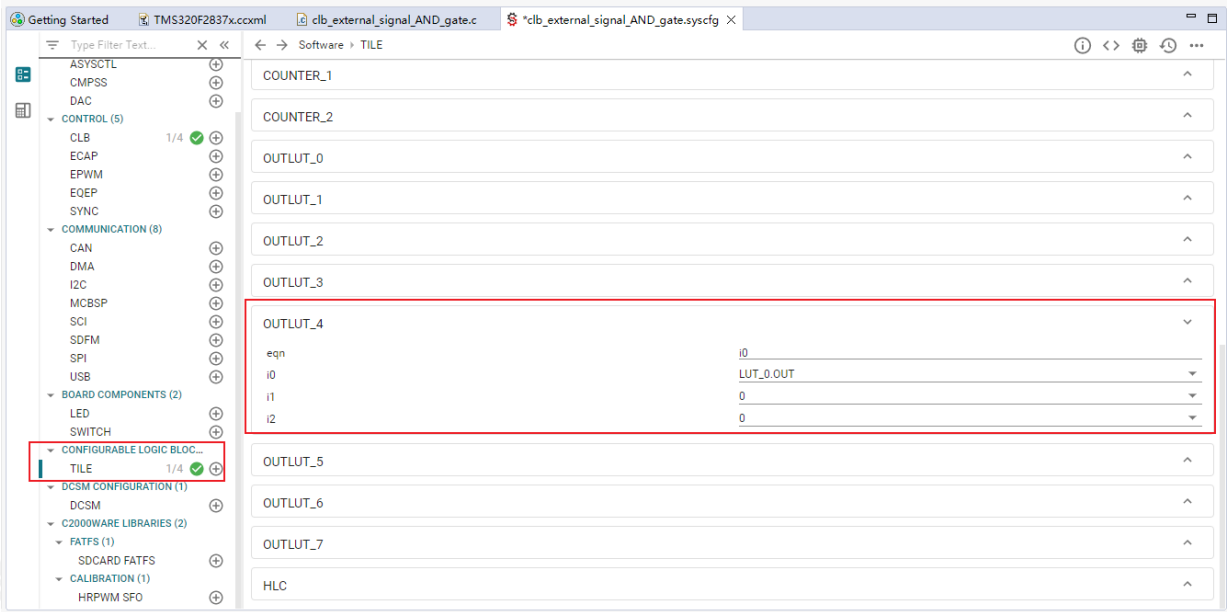 Getting Started
TMS320F2837x.ccxml
clb_external_signal_AND_gate.c
*clb_external_signal_AND_gate.syscfg
Type Filter Text...
Software
TILE
ASYSCTL
CMPSS
DAC
CONTROL (5)
CLB 1/4
ECAP
EPWM
EQEP
SYNC
COMMUNICATION (8)
CAN
DMA
I2C
MCBSP
SCI
SDFM
SPI
USB
BOARD COMPONENTS (2)
LED
SWITCH
CONFIGURABLE LOGIC BLOC...
TILE 1/4
DCSM CONFIGURATION (1)
DCSM
C2000WARE LIBRARIES (2)
FATFS (1)
SDCARD FATFS
CALIBRATION (1)
HRPWM SFO
COUNTER_1
COUNTER_2
OUTLUT_0
OUTLUT_1
OUTLUT_2
OUTLUT_3
OUTLUT_4
eqn i0
i0 LUT_0.OUT
i1 0
i2 0
OUTLUT_5
OUTLUT_6
OUTLUT_7
HLC